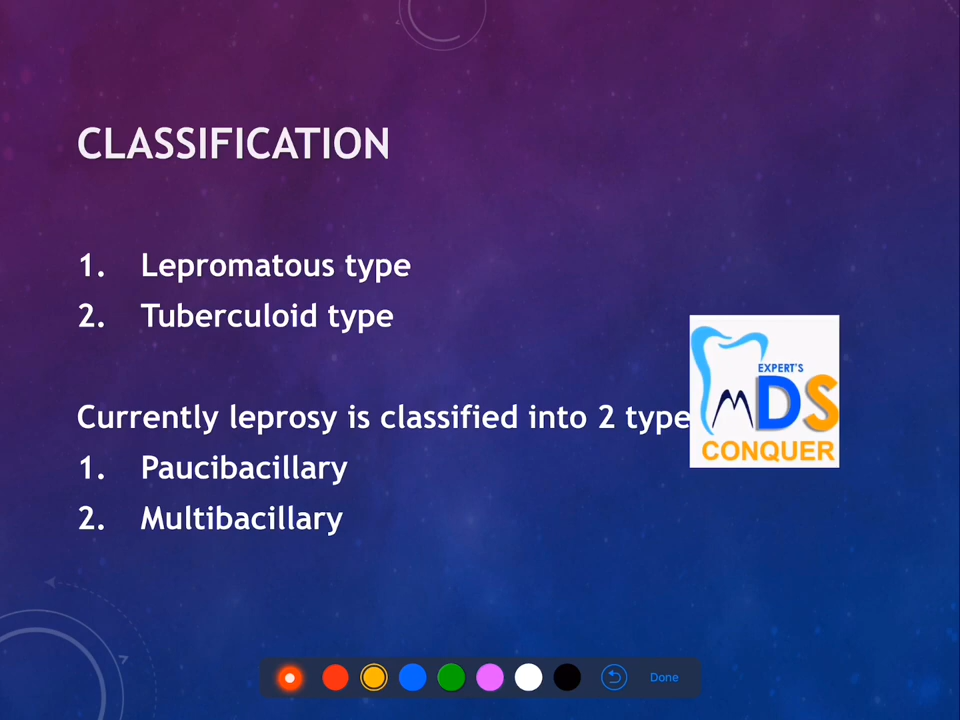 CLASSIFICATION
1. Lepromatous type
2. Tuberculoid type
Currently leprosy is classified into 2 type
1. Paucibacillary
2. Multibacillary
EXPERT'S
MDS
CONQUER
Done